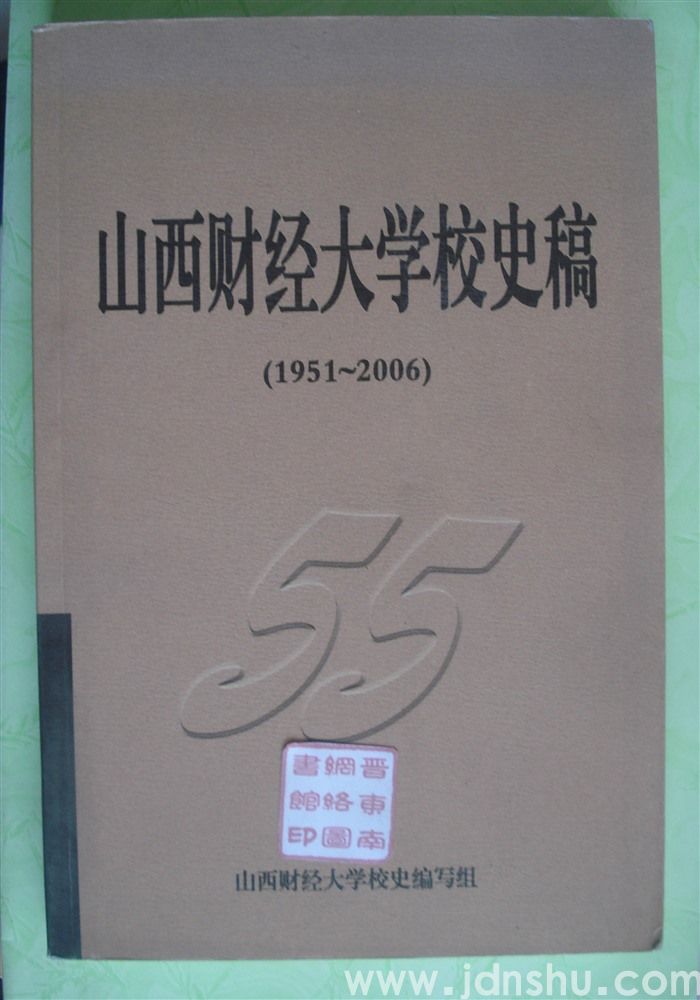 山西财经大学校史稿
(1951~2006)
55
晋東南
網絡圖
書館印
山西财经大学校史编写组
www.jdnshu.com